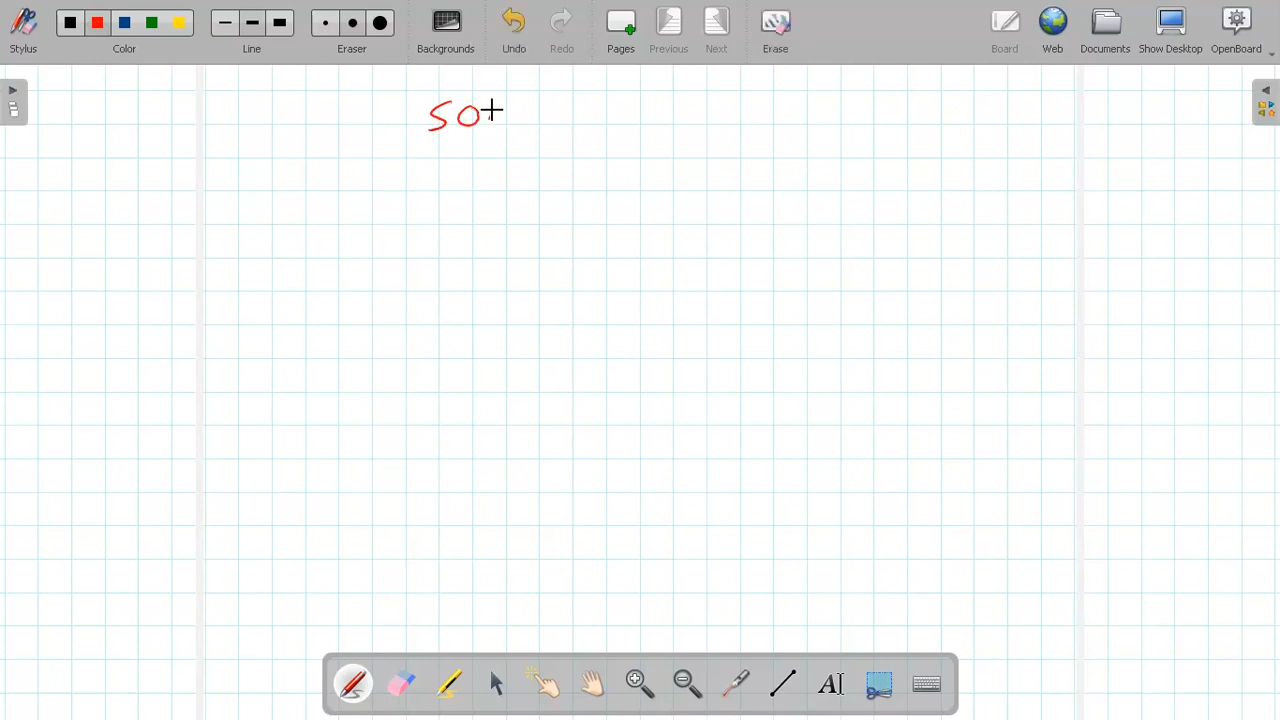 Stylus
Color
Line
Eraser
Backgrounds
Undo
Redo
Pages
Previous
Next
Erase
Board
Web
Documents
Show Desktop
OpenBoard
SO